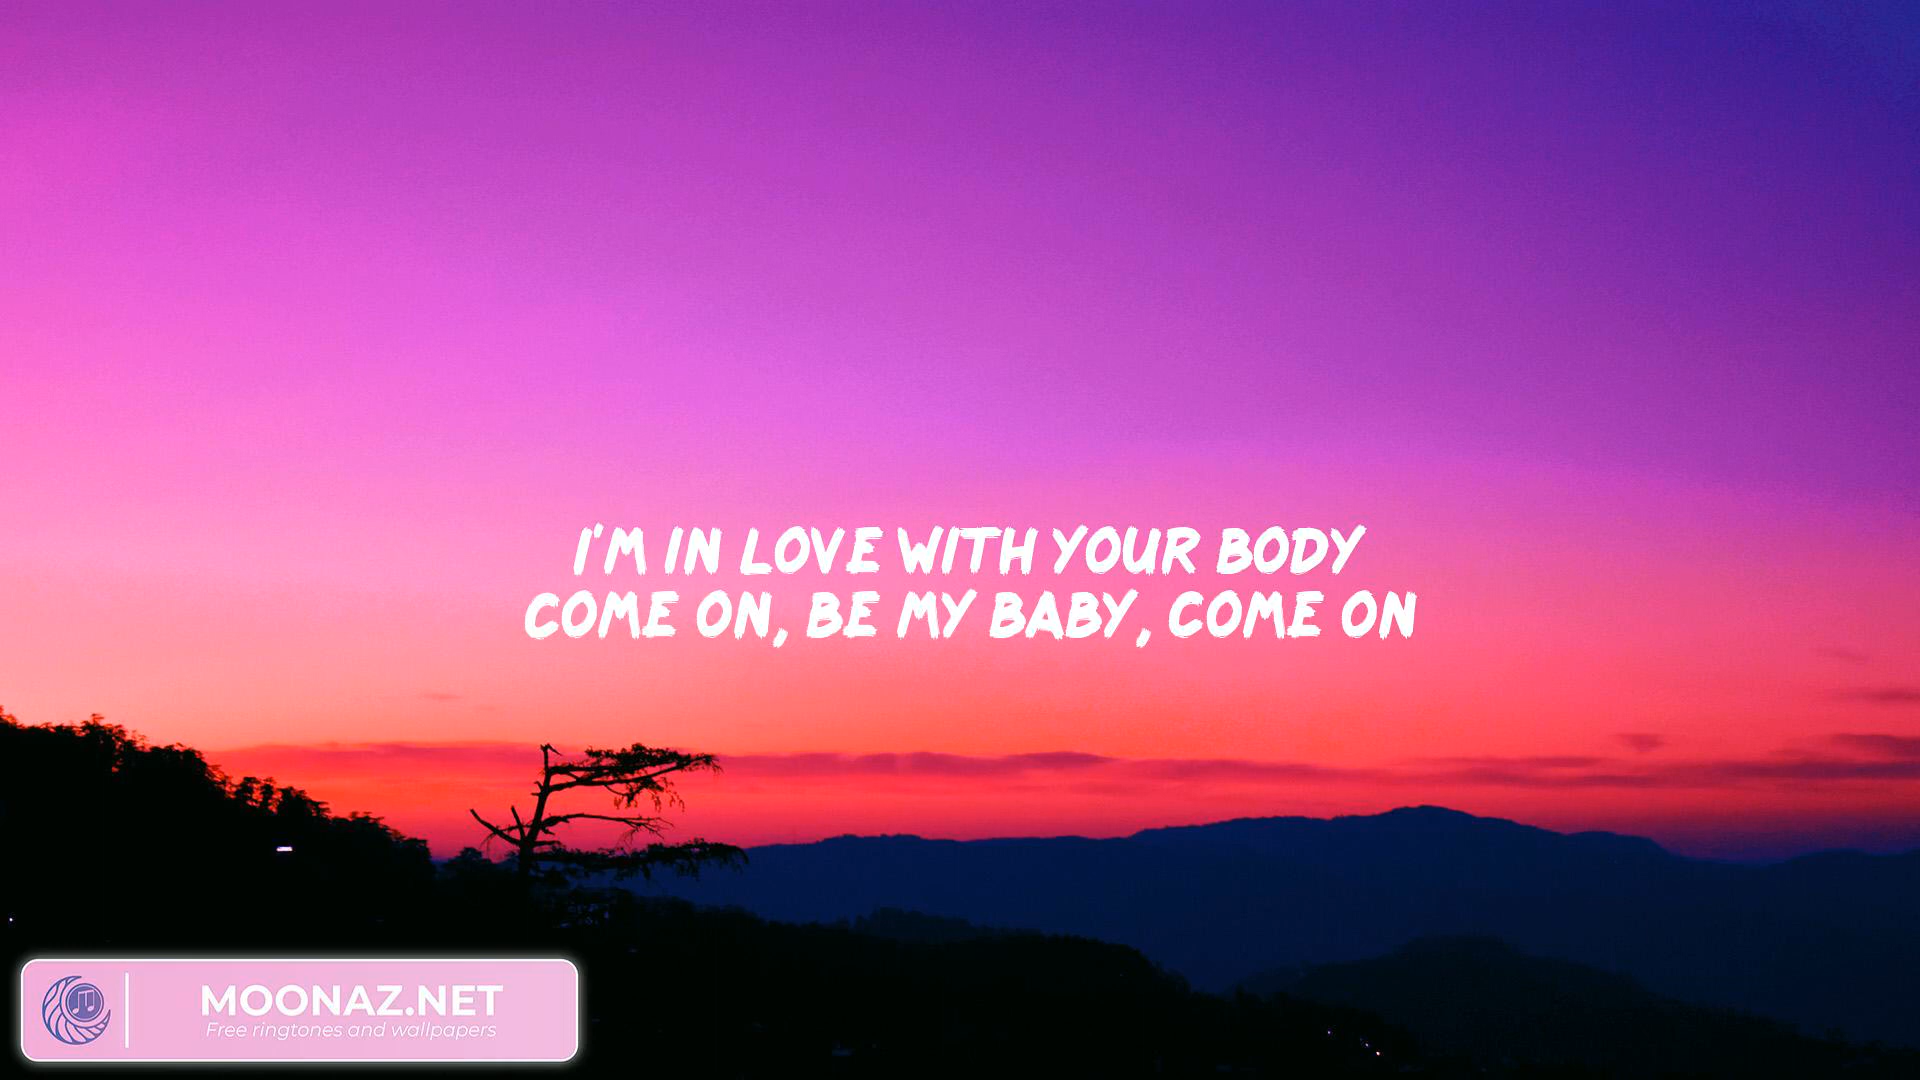 I'M IN LOVE WITH YOUR BODY
COME ON, BE MY BABY, COME ON
MOONAZ.NET
Free ringtones and wallpapers